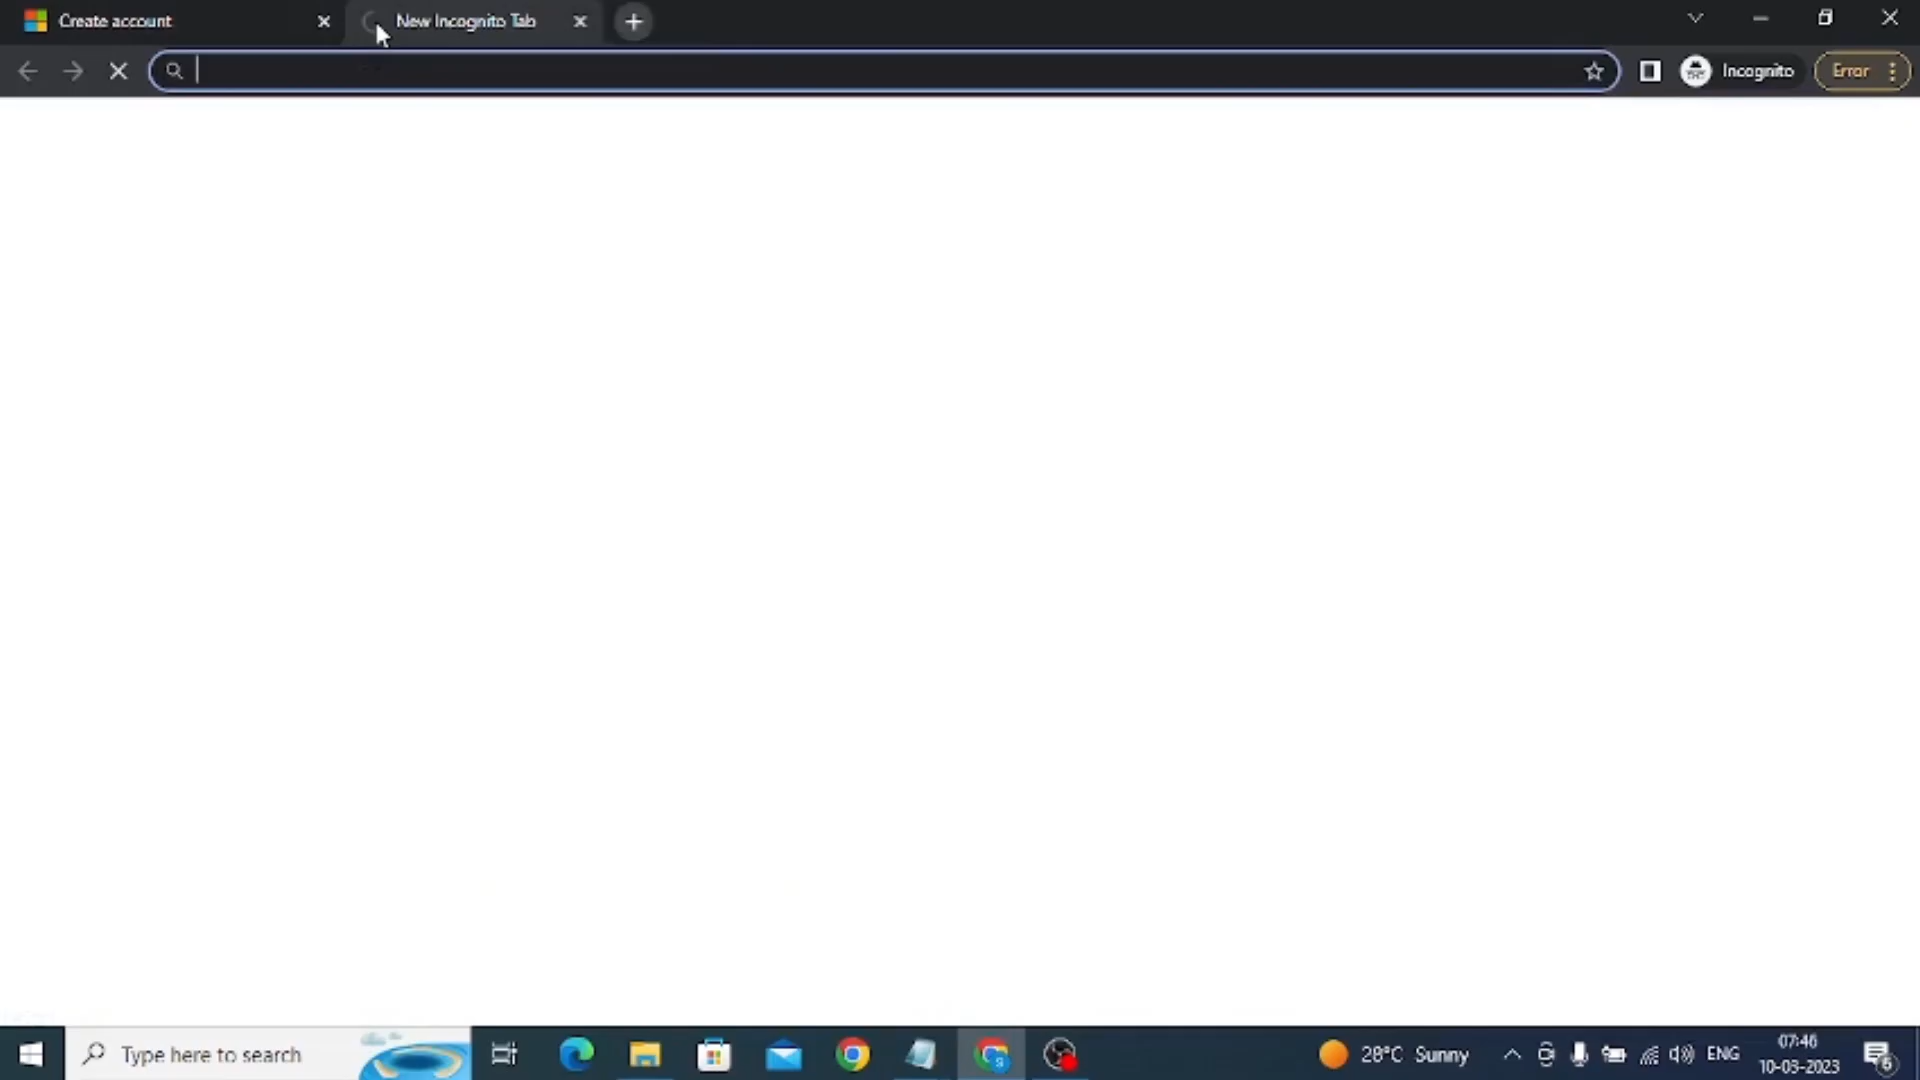 Create account
New Incognito Tab
Incognito
Error
Type here to search
28°C Sunny
ENG
07:46
10-03-2023
5